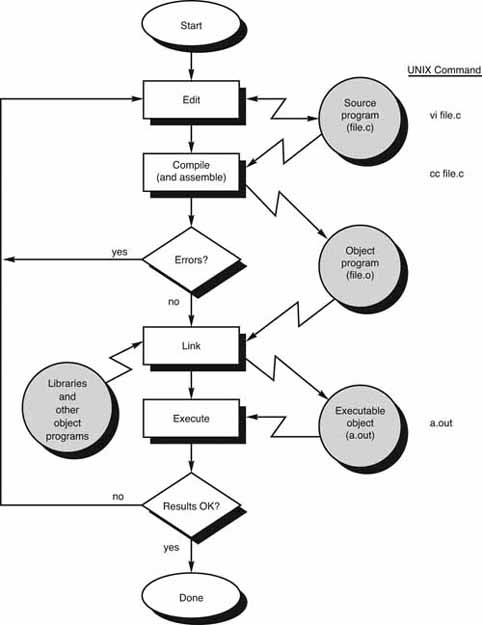 Start
UNIX Command
Edit
Source
program
(file.c)
vi file.c
Compile
(and assemble)
cc file.c
yes
Errors?
Object
program
(file.o)
no
Link
Libraries
and
other
object
programs
Execute
Executable
object
(a.out)
a.out
no
Results OK?
yes
Done